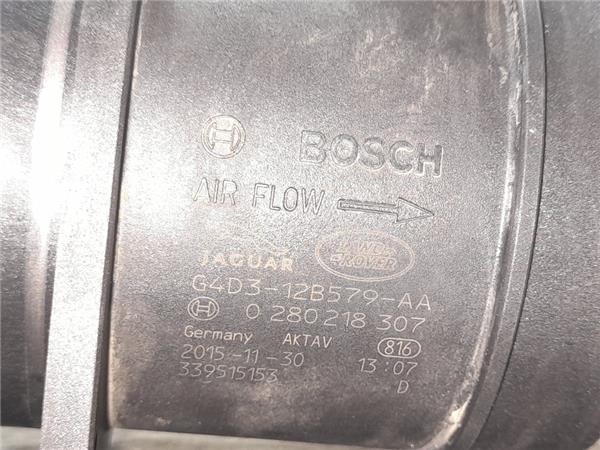 BOSCH
AIR FLOW
JAGUAR
LAND ROVER
G4D3-12B579-AA
0 280 218 307
Germany AKTAV 816
2015-11-30 13:07
339515153 D